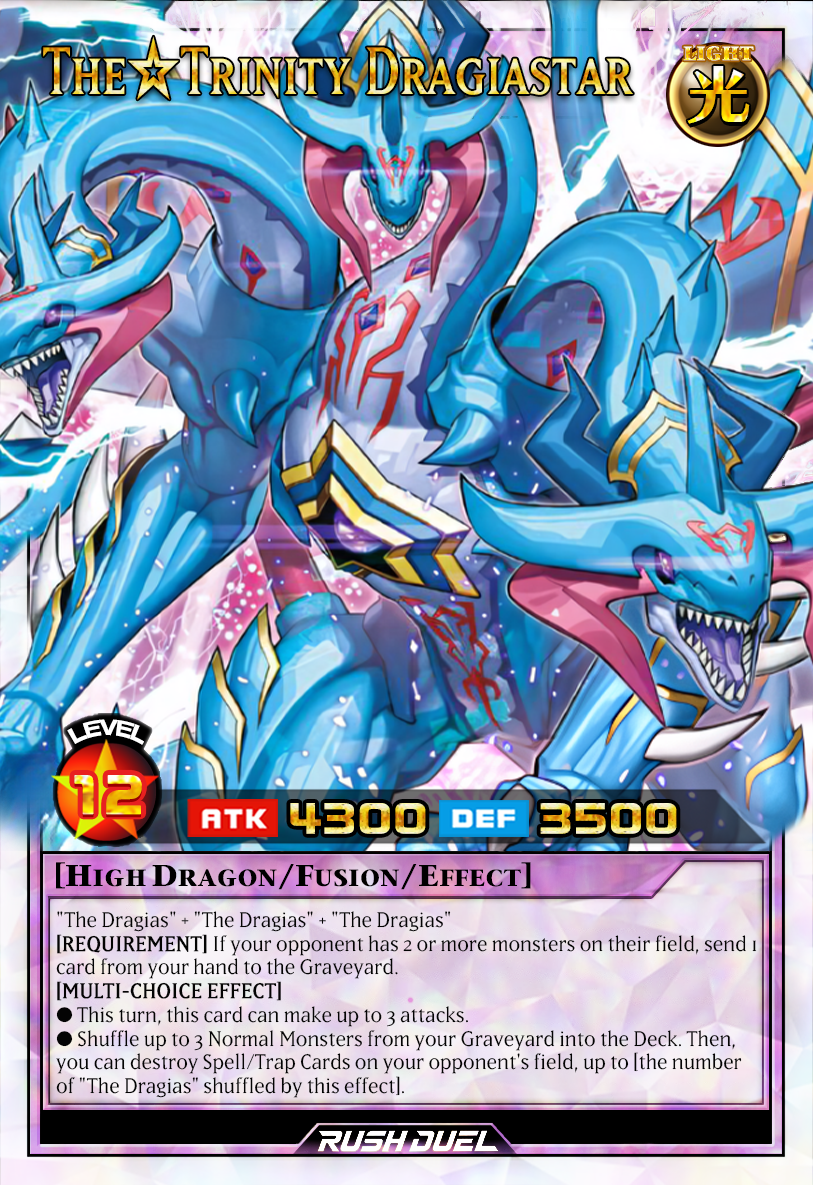 THE☆TRINITY DRAGIASTAR
LIGHT
光
LEVEL
12
ATK 4300 DEF 3500
[HIGH DRAGON/FUSION/EFFECT]
"The Dragias" + "The Dragias" + "The Dragias"
[REQUIREMENT] If your opponent has 2 or more monsters on their field, send 1
card from your hand to the Graveyard.
[MULTI-CHOICE EFFECT]
● This turn, this card can make up to 3 attacks.
● Shuffle up to 3 Normal Monsters from your Graveyard into the Deck. Then,
you can destroy Spell/Trap Cards on your opponent's field, up to [the number
of "The Dragias" shuffled by this effect].
RUSH DUEL